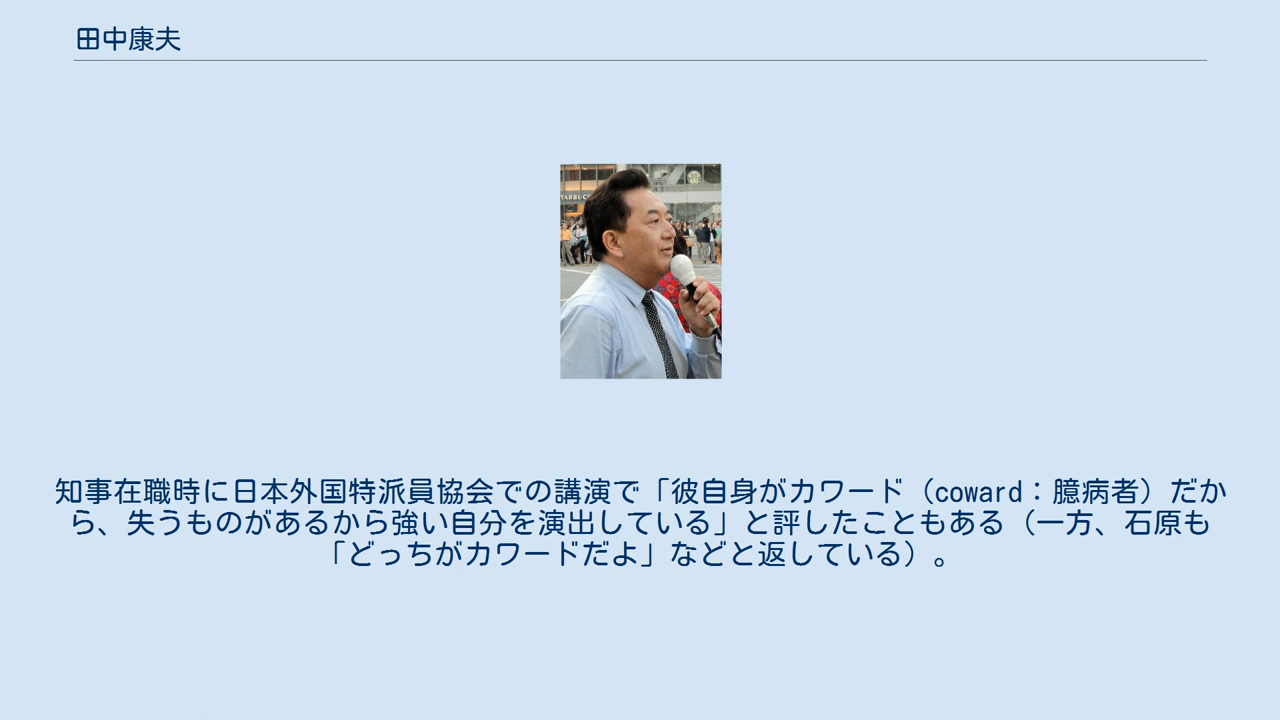 田中康夫
知事在職時に日本外国特派員協会での講演で「彼自身がカワード（coward：臆病者）だか
ら、失うものがあるから強い自分を演出している」と評したこともある（一方、石原も
「どっちがカワードだよ」などと返している）。